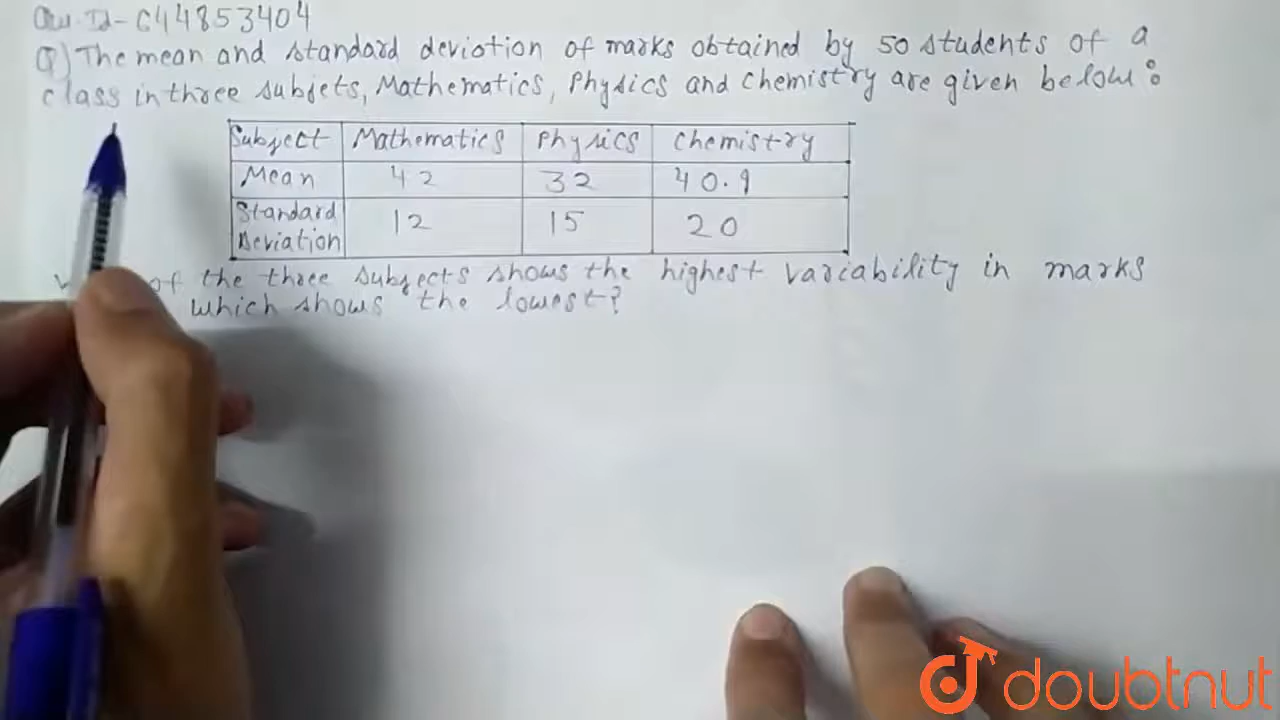 Qu.Id-644853404
Q) The mean and standard deviation of marks obtained by 50 students of a
class in three subjets, Mathematics, Physics and chemistry are given below:
Subject Mathematics Physics chemistry
Mean 42 32 40.9
Standard Deviation 12 15 20
of the three subjects shows the highest variability in marks
which shows the lowest?
doubtnut